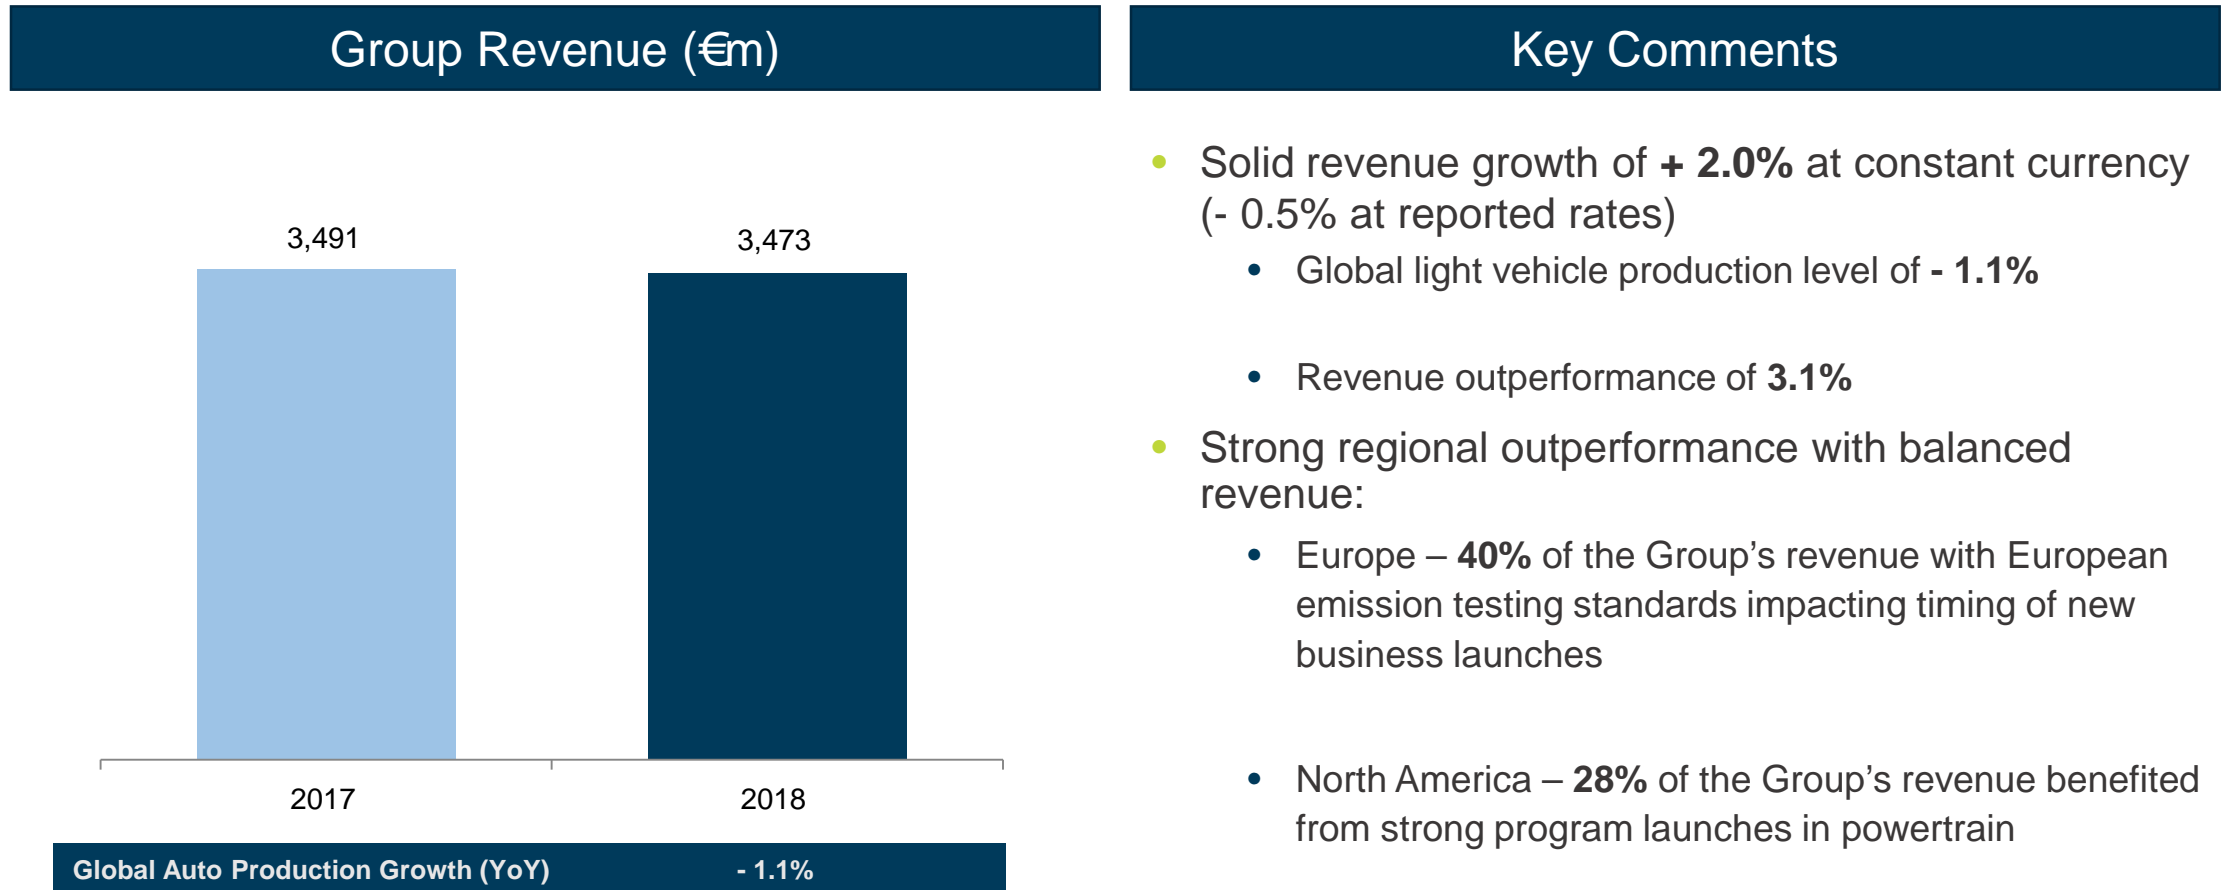 Group Revenue (€m)
3,491
3,473
2017
2018
Global Auto Production Growth (YoY) - 1.1%
Key Comments
• Solid revenue growth of + 2.0% at constant currency
(- 0.5% at reported rates)
• Global light vehicle production level of - 1.1%
• Revenue outperformance of 3.1%
• Strong regional outperformance with balanced
revenue:
• Europe – 40% of the Group’s revenue with European
emission testing standards impacting timing of new
business launches
• North America – 28% of the Group’s revenue benefited
from strong program launches in powertrain